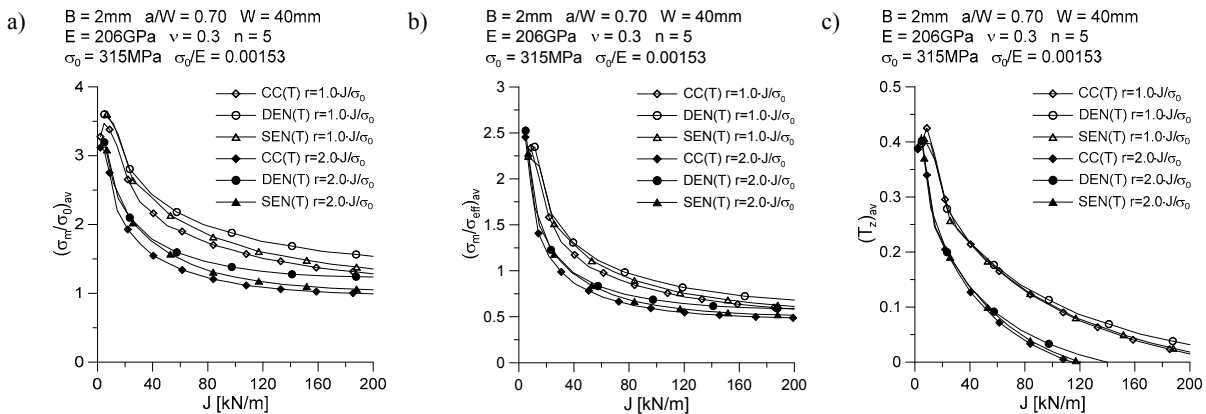 a)
B = 2mm a/W = 0.70 W = 40mm
E = 206GPa ν = 0.3 n = 5
σ₀ = 315MPa σ₀/E = 0.00153
4
3
2
1
0
(σₘ/σ₀)ₐᵥ
CC(T) r=1.0·J/σ₀
DEN(T) r=1.0·J/σ₀
SEN(T) r=1.0·J/σ₀
CC(T) r=2.0·J/σ₀
DEN(T) r=2.0·J/σ₀
SEN(T) r=2.0·J/σ₀
0 40 80 120 160 200
J [kN/m]
b)
B = 2mm a/W = 0.70 W = 40mm
E = 206GPa ν = 0.3 n = 5
σ₀ = 315MPa σ₀/E = 0.00153
3
2.5
2
1.5
1
0.5
0
(σₘ/σ_eff)ₐᵥ
CC(T) r=1.0·J/σ₀
DEN(T) r=1.0·J/σ₀
SEN(T) r=1.0·J/σ₀
CC(T) r=2.0·J/σ₀
DEN(T) r=2.0·J/σ₀
SEN(T) r=2.0·J/σ₀
0 40 80 120 160 200
J [kN/m]
c)
B = 2mm a/W = 0.70 W = 40mm
E = 206GPa ν = 0.3 n = 5
σ₀ = 315MPa σ₀/E = 0.00153
0.5
0.4
0.3
0.2
0.1
0
(T_z)ₐᵥ
CC(T) r=1.0·J/σ₀
DEN(T) r=1.0·J/σ₀
SEN(T) r=1.0·J/σ₀
CC(T) r=2.0·J/σ₀
DEN(T) r=2.0·J/σ₀
SEN(T) r=2.0·J/σ₀
0 40 80 120 160 200
J [kN/m]